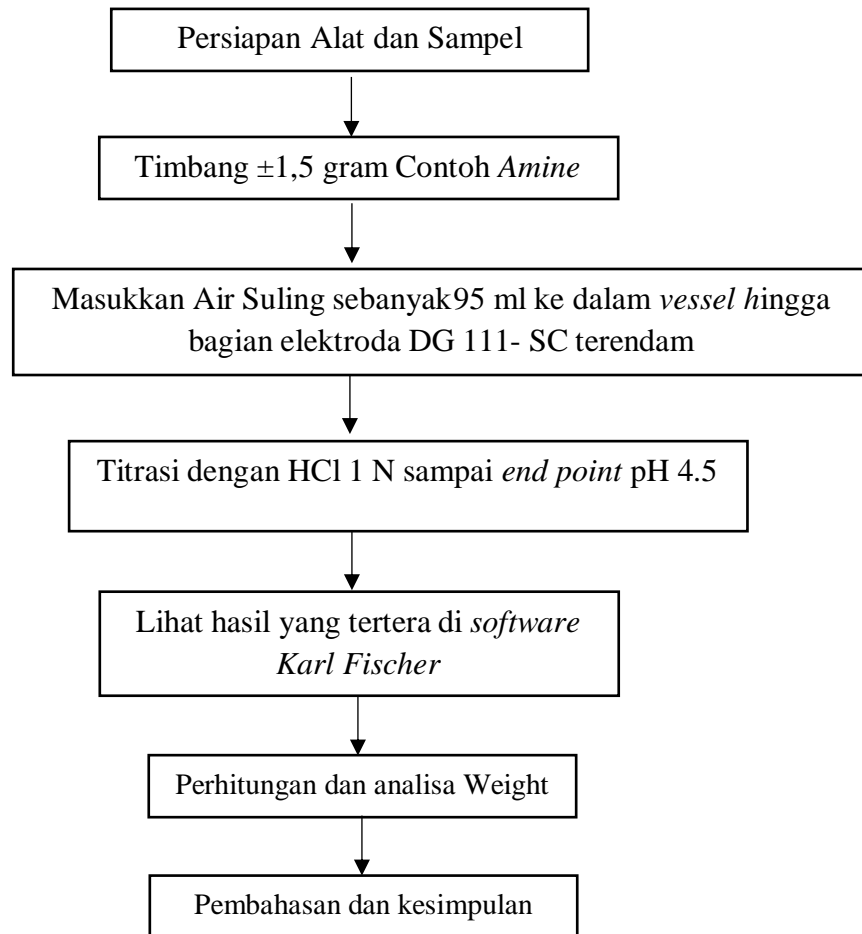 Persiapan Alat dan Sampel
Timbang ±1,5 gram Contoh Amine
Masukkan Air Suling sebanyak95 ml ke dalam vessel hingga
bagian elektroda DG 111- SC terendam
Titrasi dengan HCl 1 N sampai end point pH 4.5
Lihat hasil yang tertera di software
Karl Fischer
Perhitungan dan analisa Weight
Pembahasan dan kesimpulan